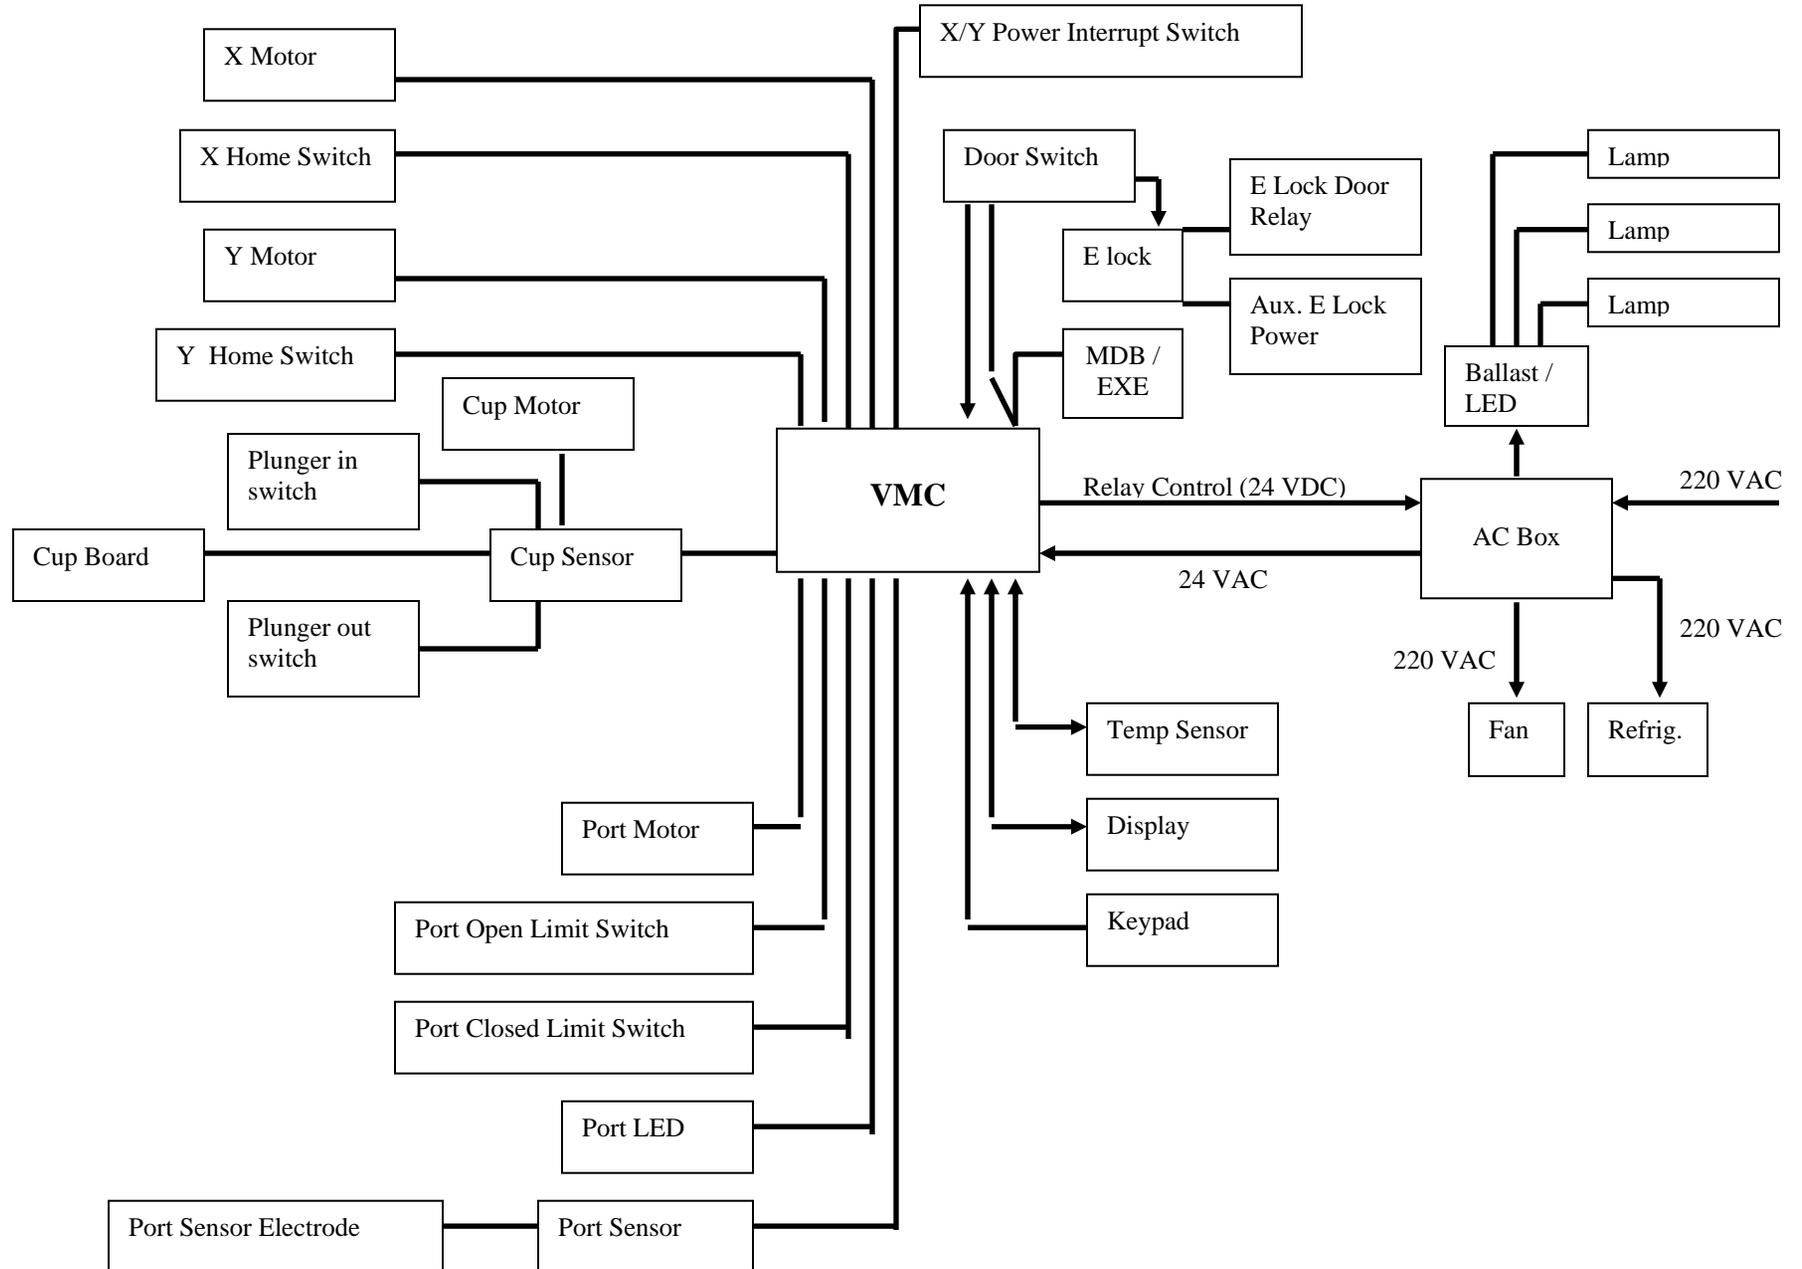 X/Y Power Interrupt Switch
X Motor
X Home Switch
Door Switch
Lamp
E Lock Door
Relay
Lamp
Y Motor
E lock
Aux. E Lock
Power
Lamp
Y  Home Switch
MDB /
EXE
Ballast /
LED
Cup Motor
Plunger in
switch
VMC
Relay Control (24 VDC)
220 VAC
AC Box
Cup Board
Cup Sensor
24 VAC
Plunger out
switch
220 VAC
220 VAC
Temp Sensor
Fan
Refrig.
Port Motor
Display
Port Open Limit Switch
Keypad
Port Closed Limit Switch
Port LED
Port Sensor Electrode
Port Sensor